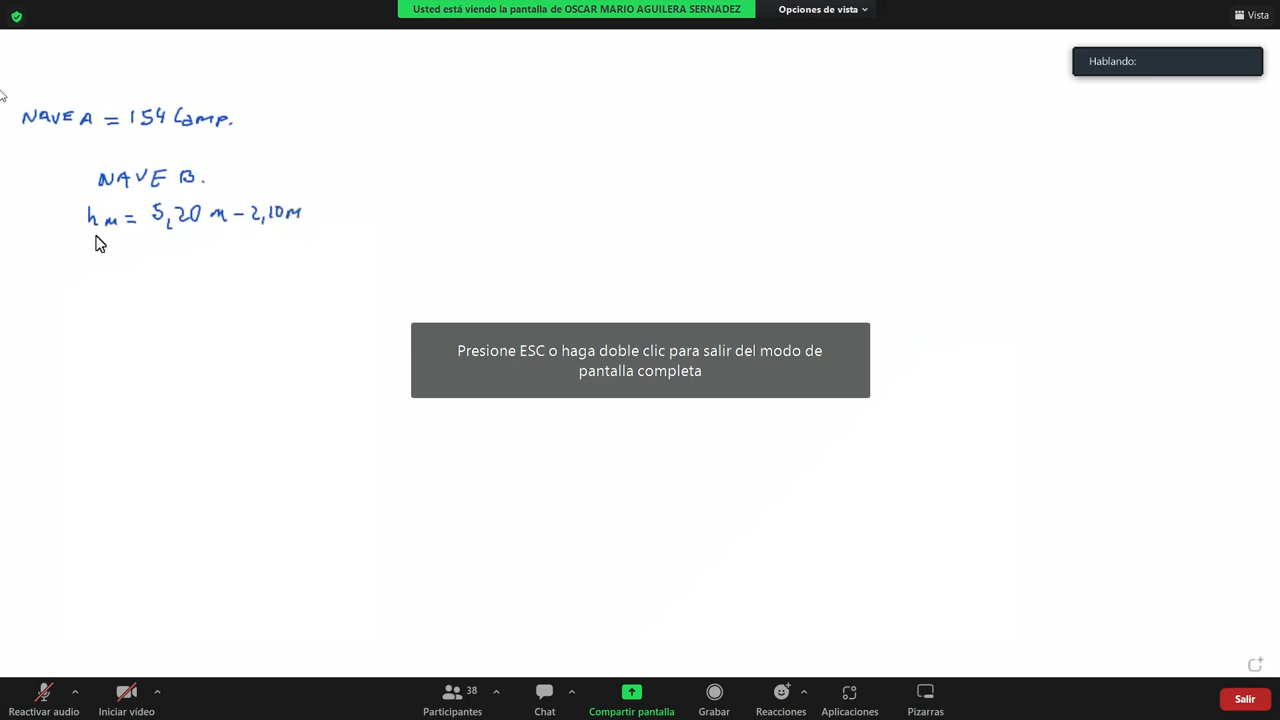 Usted está viendo la pantalla de OSCAR MARIO AGUILERA SERNADEZ
Opciones de vista
Vista
Hablando:
NAVE A = 154 Lamp.
NAVE B.
hm = 5,20 m - 2,10m
Presione ESC o haga doble clic para salir del modo de
pantalla completa
Reactivar audio
Iniciar video
38
Participantes
Chat
Compartir pantalla
Grabar
Reacciones
Aplicaciones
Pizarras
Salir